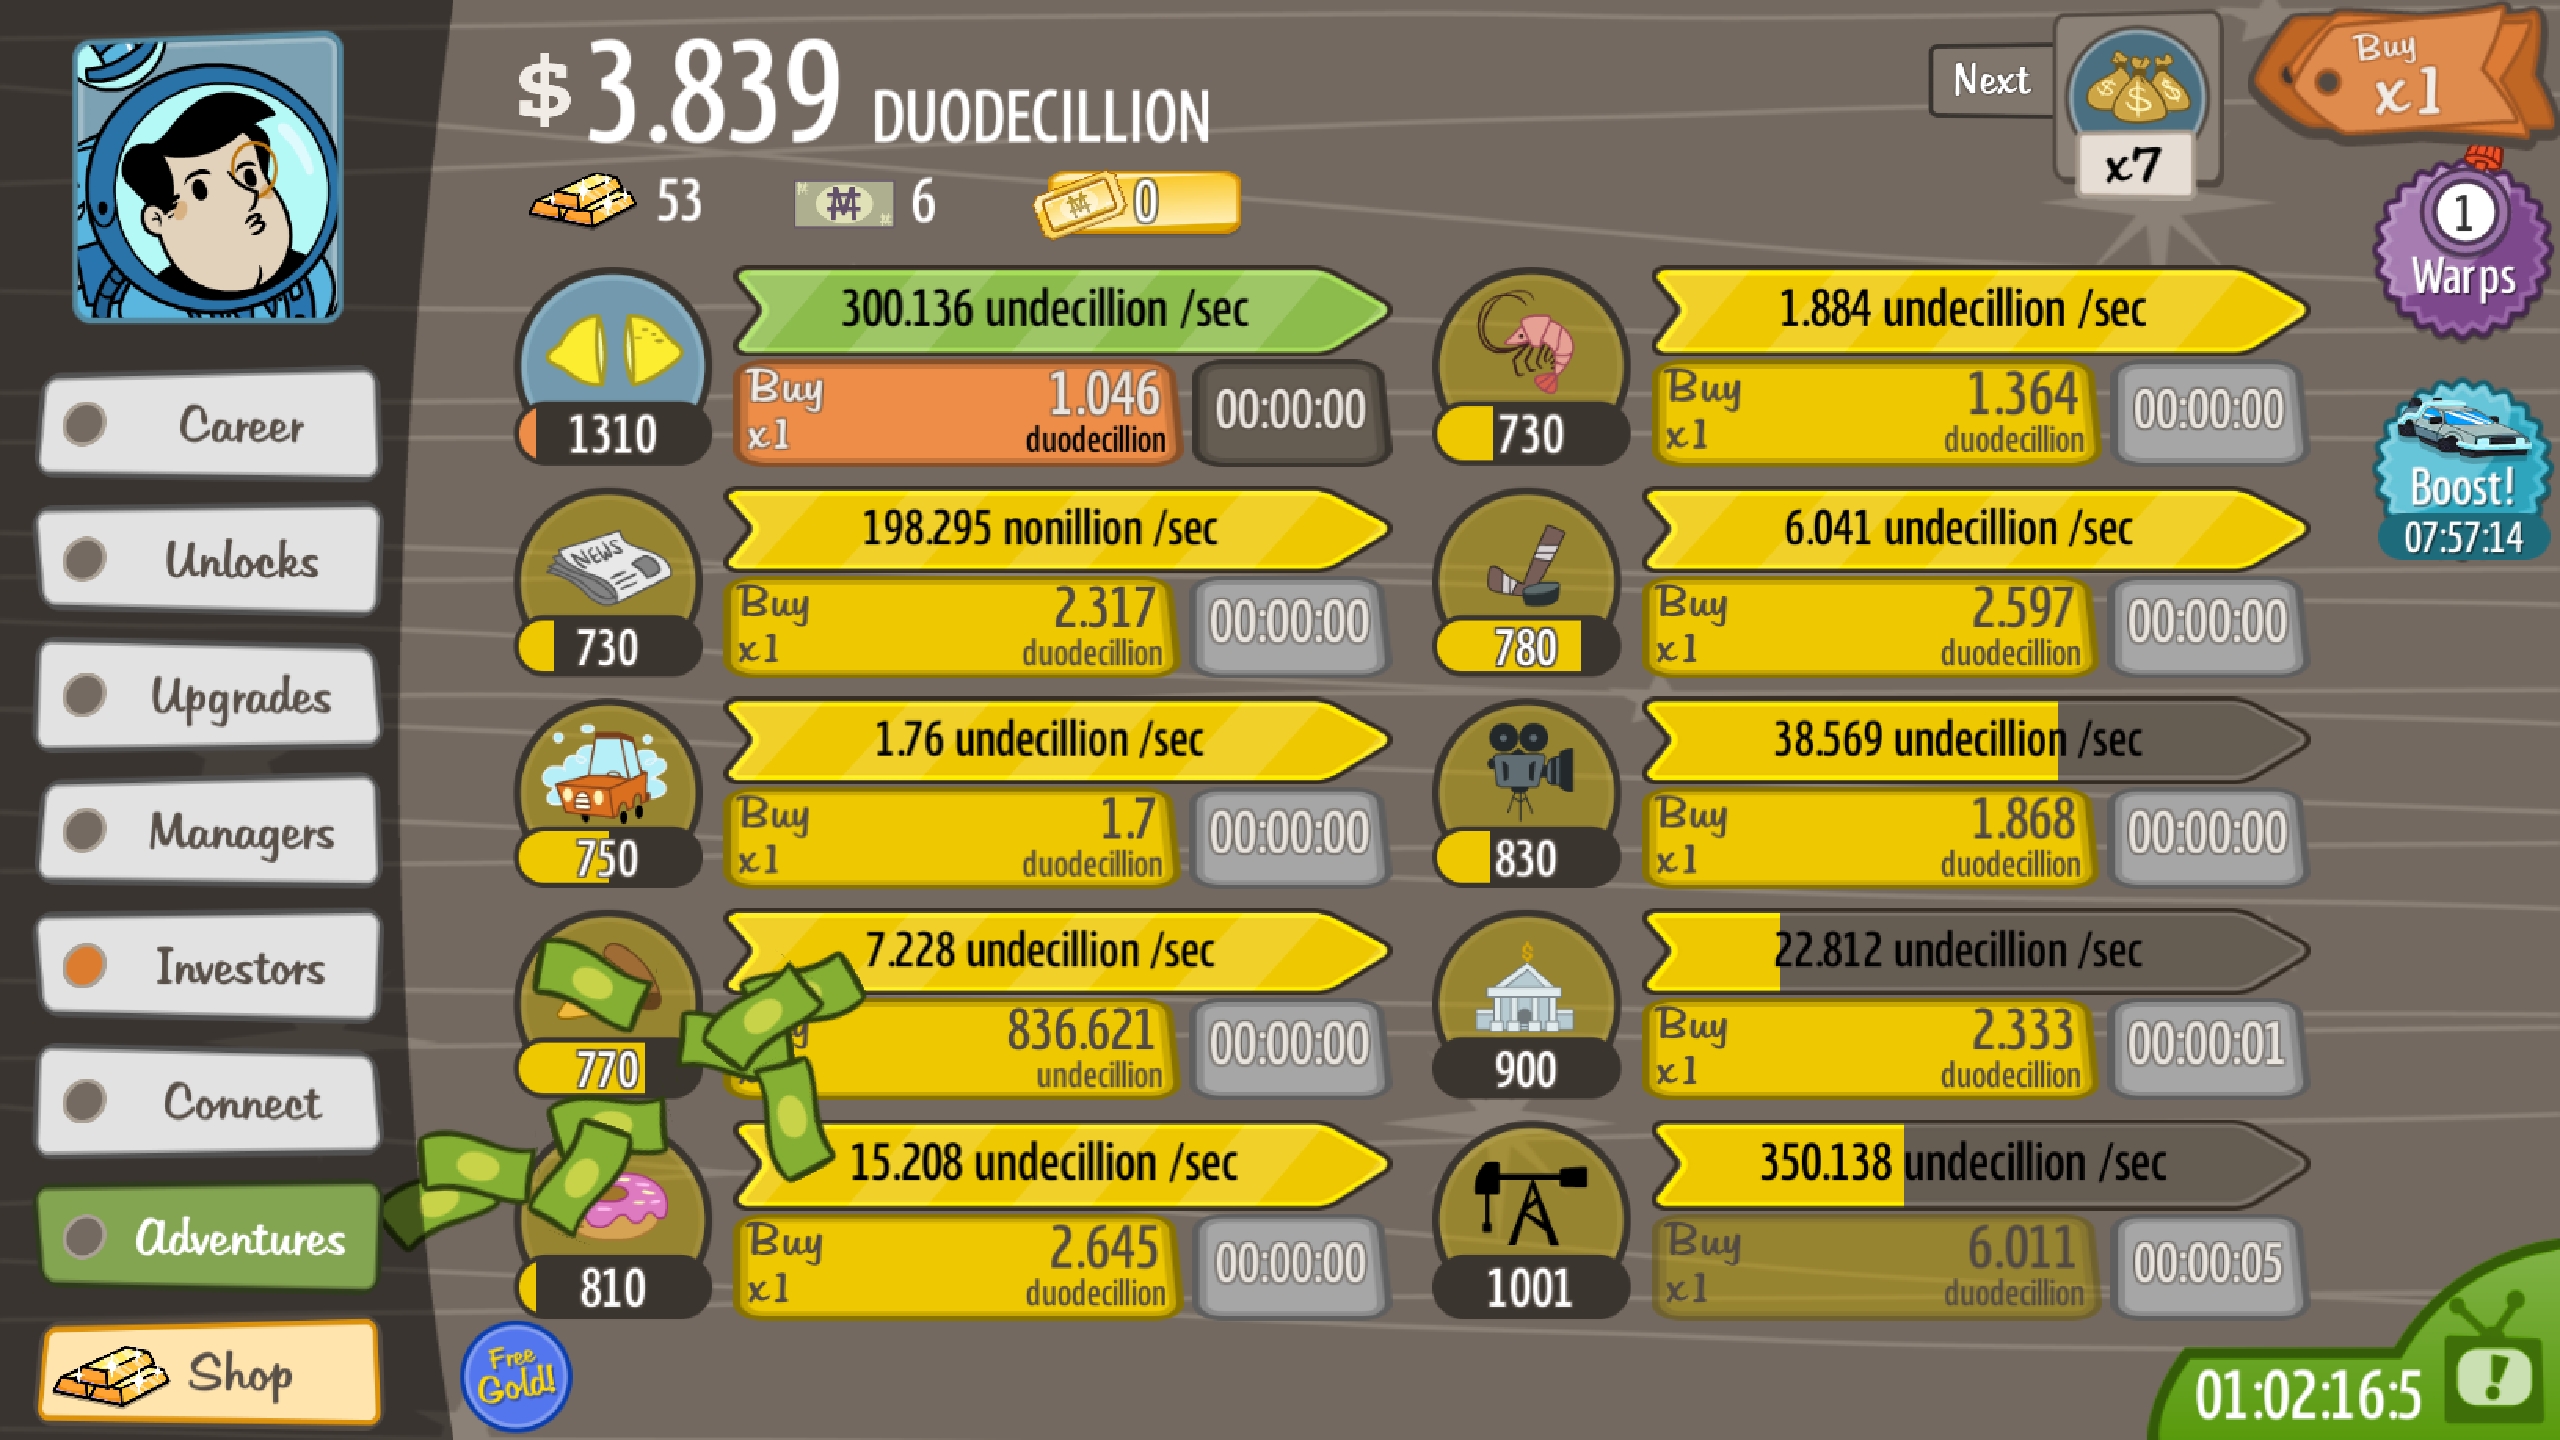 $ 3.839 DUODECILLION
53
6
0
Next
x7
Buy
x1
1
Warps
Boost!
07:57:14
Career
Unlocks
Upgrades
Managers
Investors
Connect
Adventures
Shop
Free
Gold!
300.136 undecillion /sec
1310
Buy
x1
1.046
duodecillion
00:00:00
NEWS
198.295 nonillion /sec
730
Buy
x1
2.317
duodecillion
00:00:00
1.76 undecillion /sec
750
Buy
x1
1.7
duodecillion
00:00:00
7.228 undecillion /sec
770
836.621
undecillion
00:00:00
15.208 undecillion /sec
810
Buy
x1
2.645
duodecillion
00:00:00
1.884 undecillion /sec
730
Buy
x1
1.364
duodecillion
00:00:00
6.041 undecillion /sec
780
Buy
x1
2.597
duodecillion
00:00:00
38.569 undecillion /sec
830
Buy
x1
1.868
duodecillion
00:00:00
22.812 undecillion /sec
900
Buy
x1
2.333
duodecillion
00:00:01
350.138 undecillion /sec
1001
Buy
x1
6.011
duodecillion
00:00:05
01:02:16:5
!